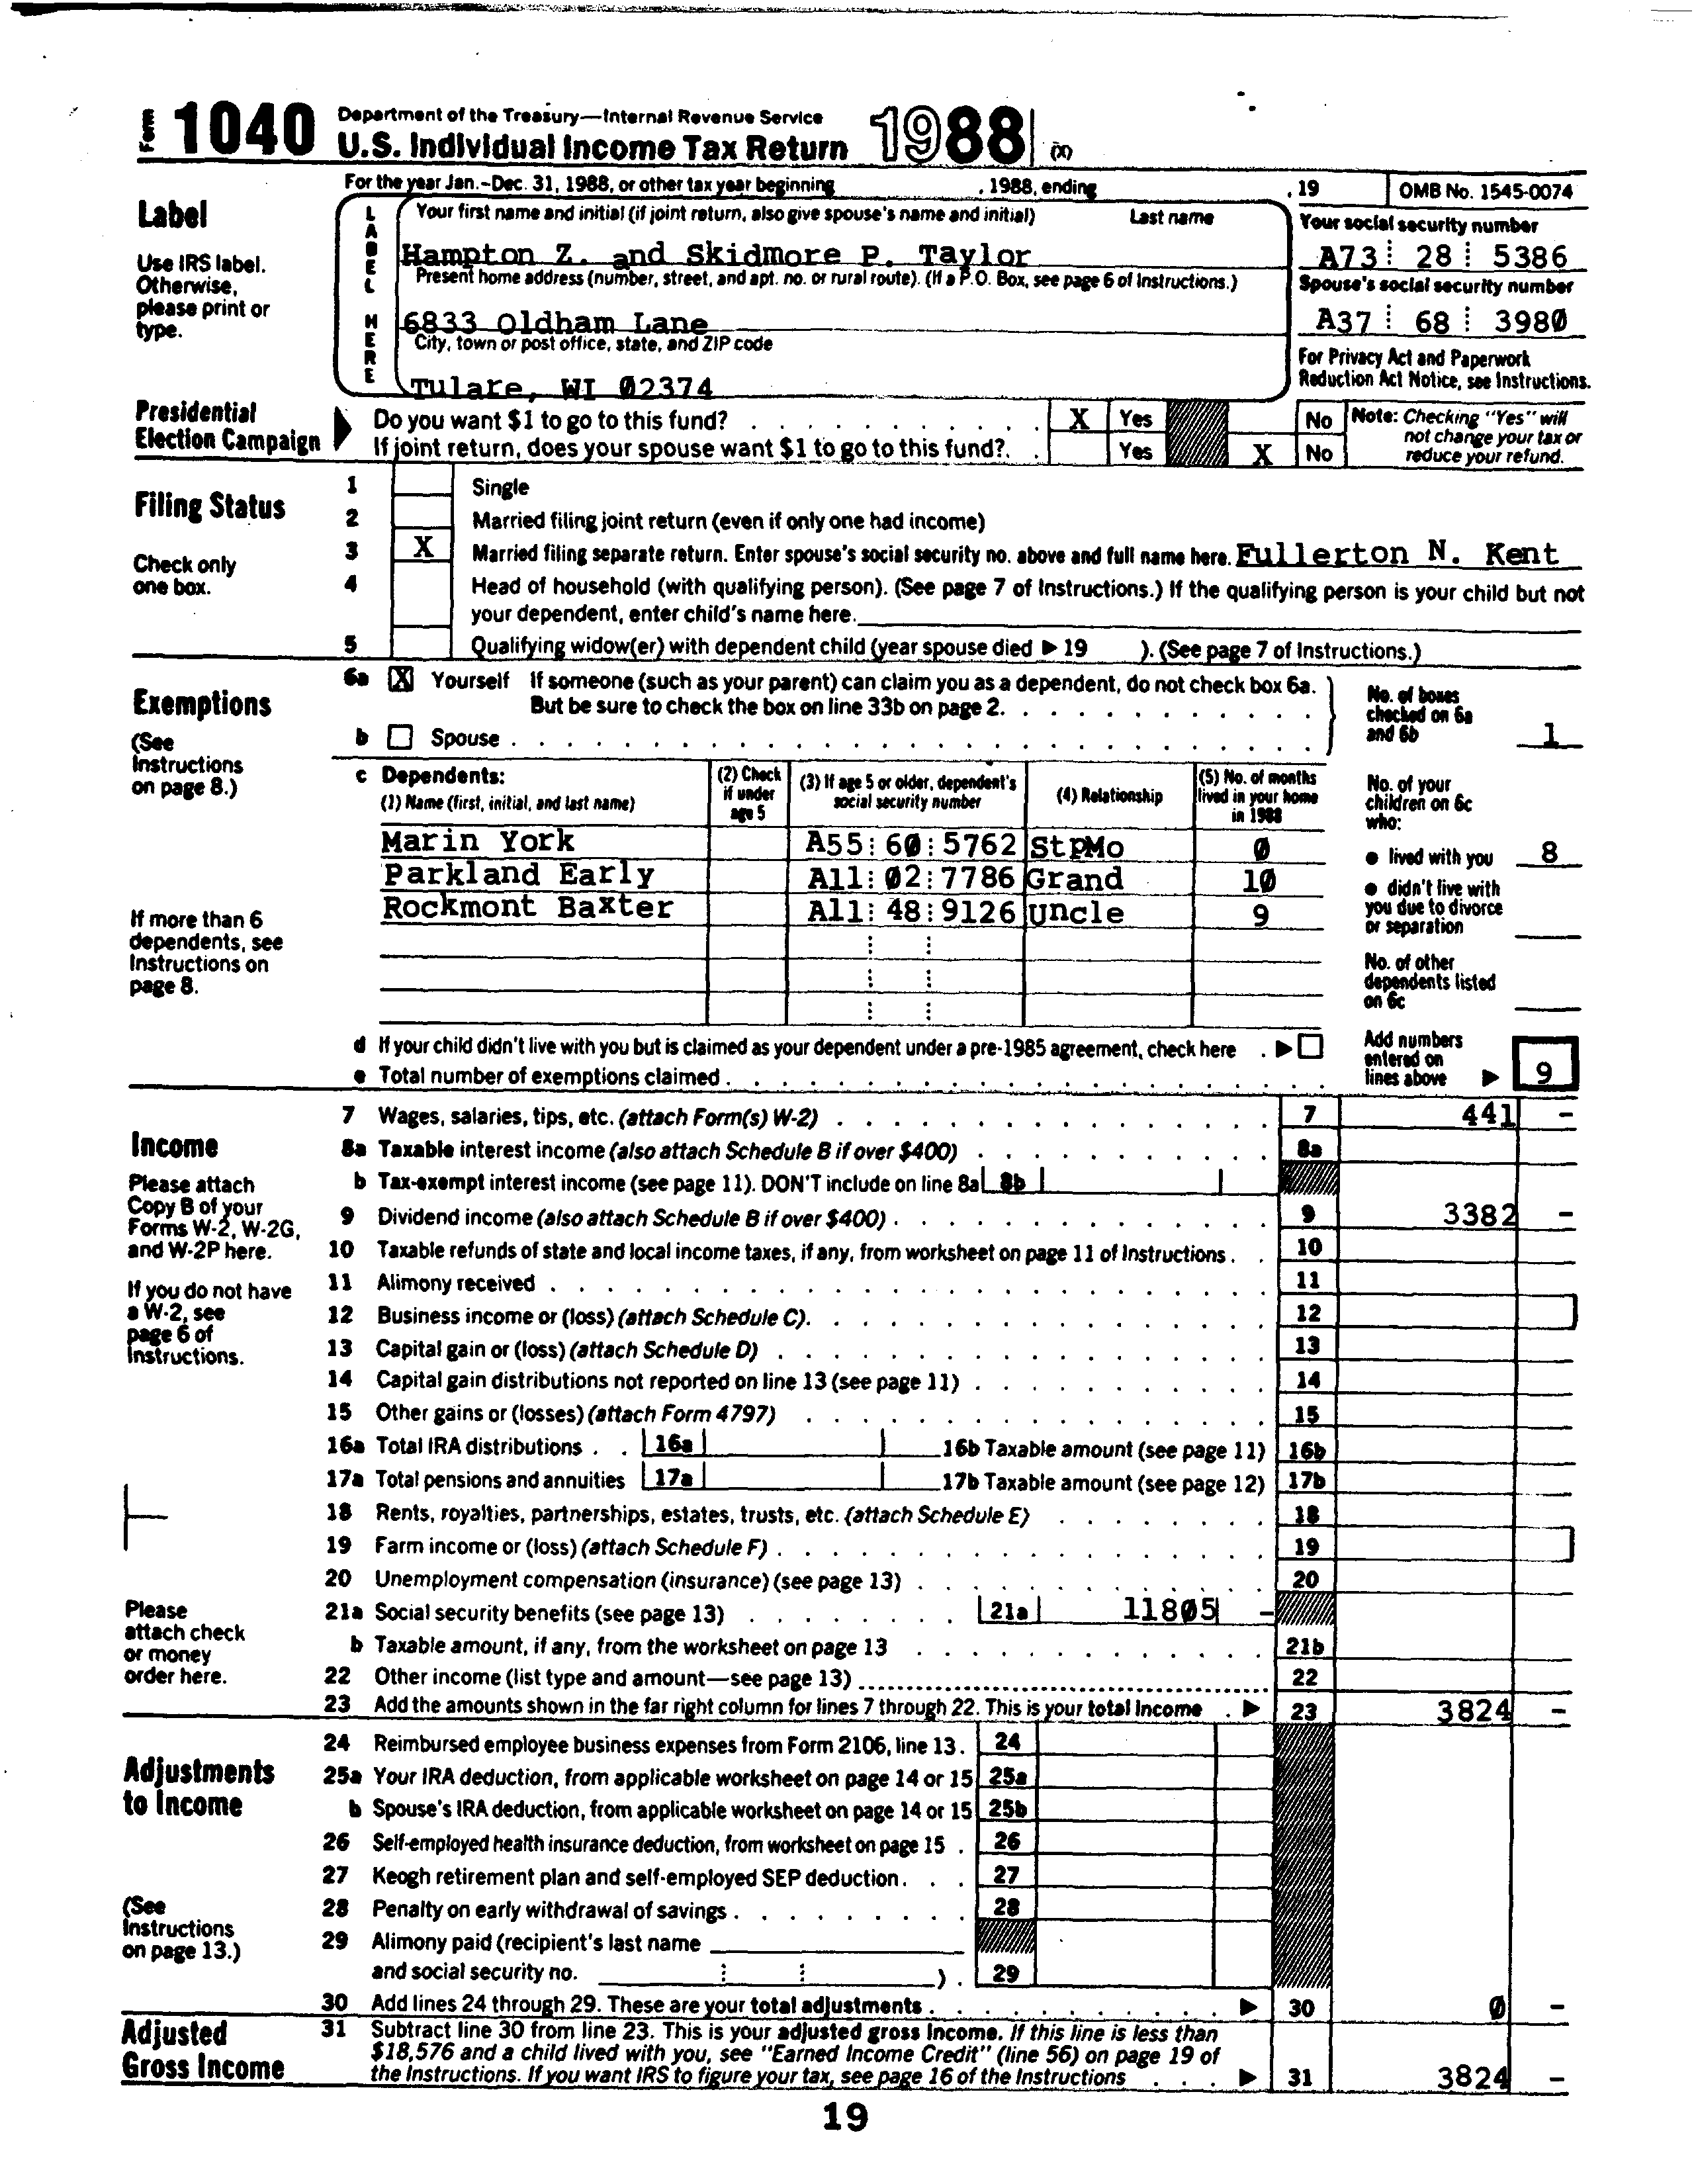 Form 1040 Department of the Treasury—Internal Revenue Service
U.S. Individual Income Tax Return 1988 (X)
For the year Jan.-Dec. 31, 1988, or other tax year beginning , 1988, ending , 19 OMB No. 1545-0074
Label
Use IRS label. Otherwise, please print or type.
LABEL HERE
Your first name and initial (if joint return, also give spouse's name and initial) Last name
Hampton Z. and Skidmore P. Taylor
Your social security number
A73 28 5386
Present home address (number, street, and apt. no. or rural route). (If a P.O. Box, see page 6 of Instructions.)
6833 Oldham Lane
Spouse's social security number
A37 68 3980
City, town or post office, state, and ZIP code
Tulare, WI 02374
For Privacy Act and Paperwork
Reduction Act Notice, see Instructions.
Presidential
Election Campaign
Do you want $1 to go to this fund? X Yes No
If joint return, does your spouse want $1 to go to this fund? Yes X No
Note: Checking "Yes" will
not change your tax or
reduce your refund.
Filing Status
Check only
one box.
1 Single
2 Married filing joint return (even if only one had income)
3 X Married filing separate return. Enter spouse's social security no. above and full name here. Fullerton N. Kent
4 Head of household (with qualifying person). (See page 7 of Instructions.) If the qualifying person is your child but not
your dependent, enter child's name here.
5 Qualifying widow(er) with dependent child (year spouse died ▶ 19 ). (See page 7 of Instructions.)
Exemptions
(See
Instructions
on page 8.)
6a X Yourself If someone (such as your parent) can claim you as a dependent, do not check box 6a.
But be sure to check the box on line 33b on page 2.
b Spouse
No. of boxes
checked on 6a
and 6b 1
c Dependents:
(1) Name (first, initial, and last name)
(2) Check
if under
age 5
(3) If age 5 or older, dependent's
social security number
(4) Relationship
(5) No. of months
lived in your home
in 1988
Marin York A55 60 5762 StpMo 0
Parkland Early A11 02 7786 Grand 10
Rockmont Baxter A11 48 9126 Uncle 9
No. of your
children on 6c
who:
● lived with you 8
● didn't live with
you due to divorce
or separation
No. of other
dependents listed
on 6c
If more than 6
dependents, see
Instructions on
page 8.
d If your child didn't live with you but is claimed as your dependent under a pre-1985 agreement, check here ▶
e Total number of exemptions claimed
Add numbers
entered on
lines above ▶ 9
Income
Please attach
Copy B of your
Forms W-2, W-2G,
and W-2P here.
If you do not have
a W-2, see
page 6 of
Instructions.
7 Wages, salaries, tips, etc. (attach Form(s) W-2) 7 441 -
8a Taxable interest income (also attach Schedule B if over $400) 8a
b Tax-exempt interest income (see page 11). DON'T include on line 8a 8b
9 Dividend income (also attach Schedule B if over $400) 9 3382 -
10 Taxable refunds of state and local income taxes, if any, from worksheet on page 11 of Instructions 10
11 Alimony received 11
12 Business income or (loss) (attach Schedule C) 12
13 Capital gain or (loss) (attach Schedule D) 13
14 Capital gain distributions not reported on line 13 (see page 11) 14
15 Other gains or (losses) (attach Form 4797) 15
16a Total IRA distributions 16a 16b Taxable amount (see page 11) 16b
17a Total pensions and annuities 17a 17b Taxable amount (see page 12) 17b
18 Rents, royalties, partnerships, estates, trusts, etc. (attach Schedule E) 18
19 Farm income or (loss) (attach Schedule F) 19
20 Unemployment compensation (insurance) (see page 13) 20
21a Social security benefits (see page 13) 21a 11805 -
b Taxable amount, if any, from the worksheet on page 13 21b
22 Other income (list type and amount—see page 13) 22
23 Add the amounts shown in the far right column for lines 7 through 22. This is your total income ▶ 23 3824 -
Please
attach check
or money
order here.
Adjustments
to Income
(See
Instructions
on page 13.)
24 Reimbursed employee business expenses from Form 2106, line 13. 24
25a Your IRA deduction, from applicable worksheet on page 14 or 15 25a
b Spouse's IRA deduction, from applicable worksheet on page 14 or 15 25b
26 Self-employed health insurance deduction, from worksheet on page 15 26
27 Keogh retirement plan and self-employed SEP deduction 27
28 Penalty on early withdrawal of savings 28
29 Alimony paid (recipient's last name
and social security no. ) 29
30 Add lines 24 through 29. These are your total adjustments ▶ 30 0 -
Adjusted
Gross Income
31 Subtract line 30 from line 23. This is your adjusted gross income. If this line is less than
$18,576 and a child lived with you, see "Earned Income Credit" (line 56) on page 19 of
the Instructions. If you want IRS to figure your tax, see page 16 of the Instructions ▶ 31 3824 -
19